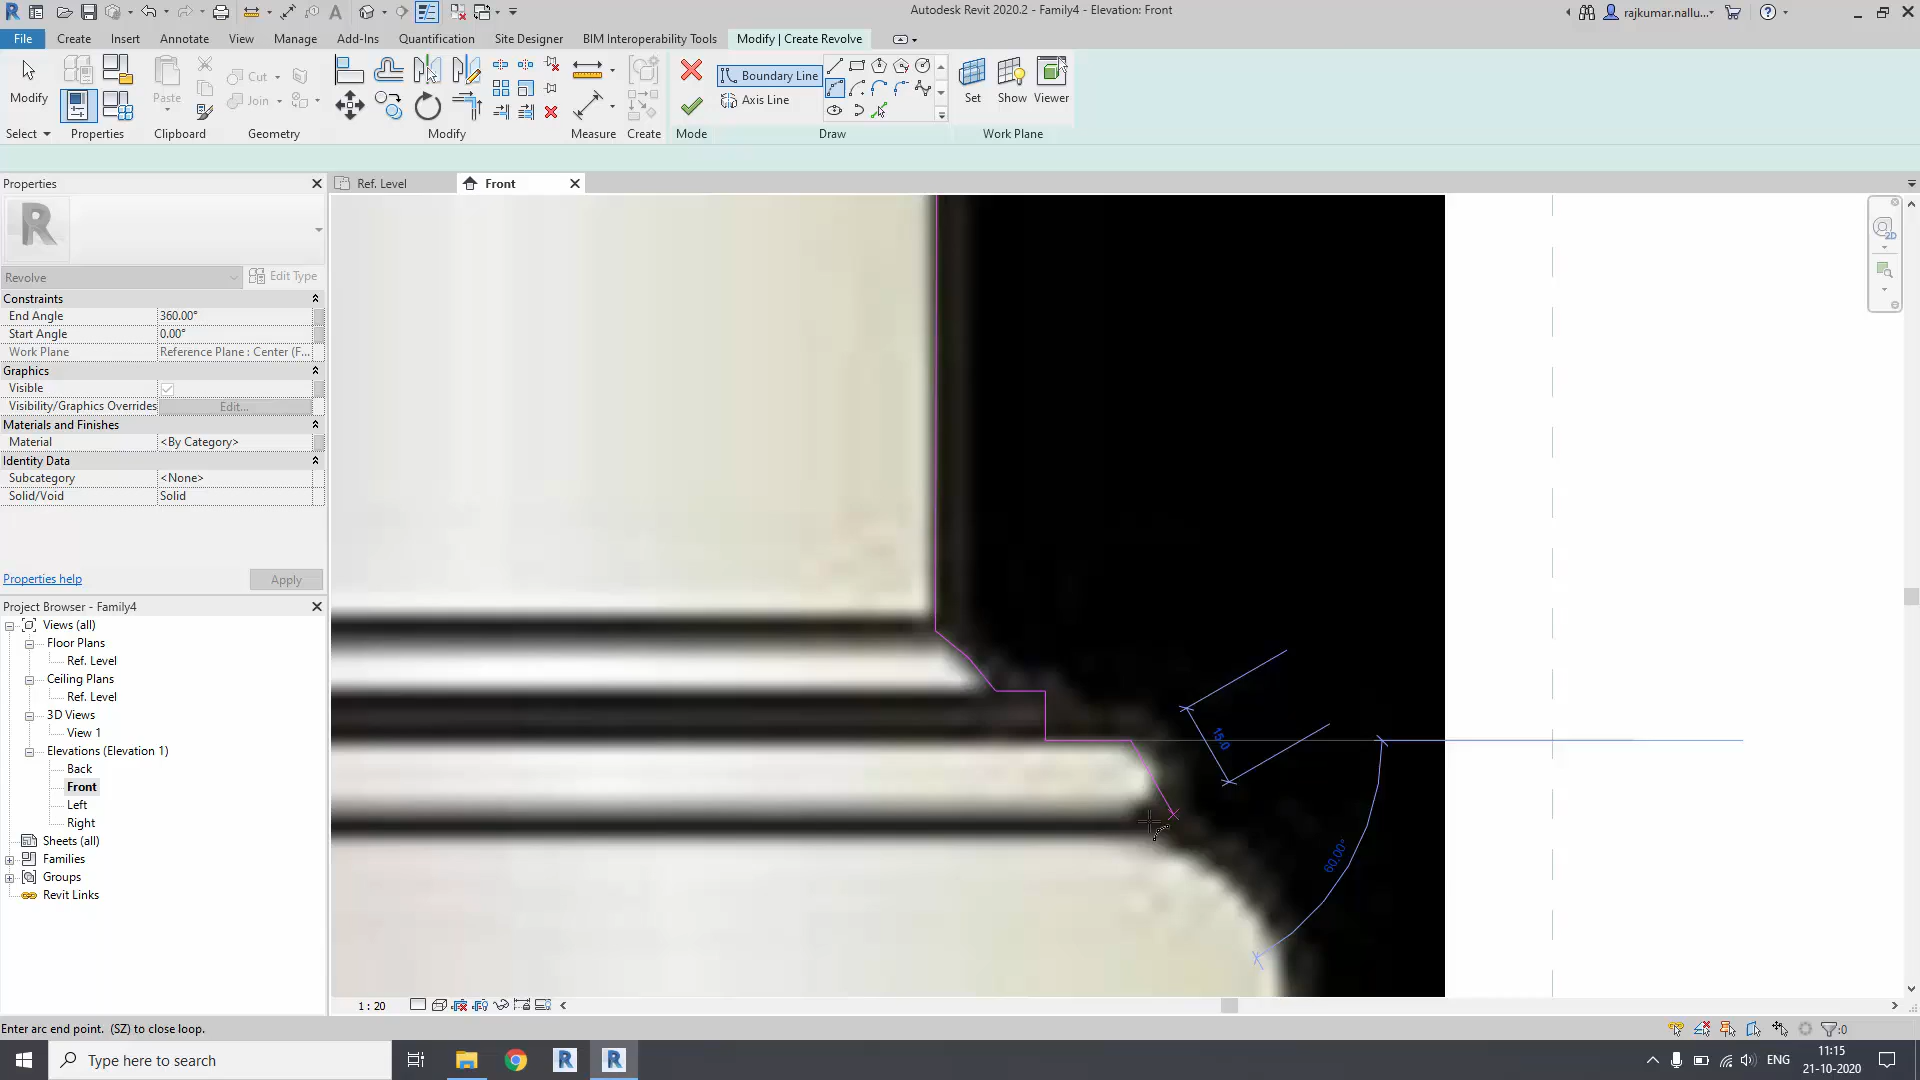 Autodesk Revit 2020.2 - Family4 - Elevation: Front
rajkumar.nallu...
File Create Insert Annotate View Manage Add-Ins Quantification Site Designer BIM Interoperability Tools Modify | Create Revolve
Modify
Paste
Cut
Join
Boundary Line
Axis Line
Set Show Viewer
Select Properties Clipboard Geometry Modify Measure Create Mode Draw Work Plane
Properties
Ref. Level
Front
R
Revolve
Edit Type
Constraints
End Angle 360.00°
Start Angle 0.00°
Work Plane Reference Plane : Center (F...
Graphics
Visible
Visibility/Graphics Overrides Edit...
Materials and Finishes
Material <By Category>
Identity Data
Subcategory <None>
Solid/Void Solid
Properties help
Apply
Project Browser - Family4
Views (all)
Floor Plans
Ref. Level
Ceiling Plans
Ref. Level
3D Views
View 1
Elevations (Elevation 1)
Back
Front
Left
Right
Sheets (all)
Families
Groups
Revit Links
15.0
60.00°
2D
1 : 20
Enter arc end point. (SZ) to close loop.
:0
Type here to search
ENG
11:15
21-10-2020